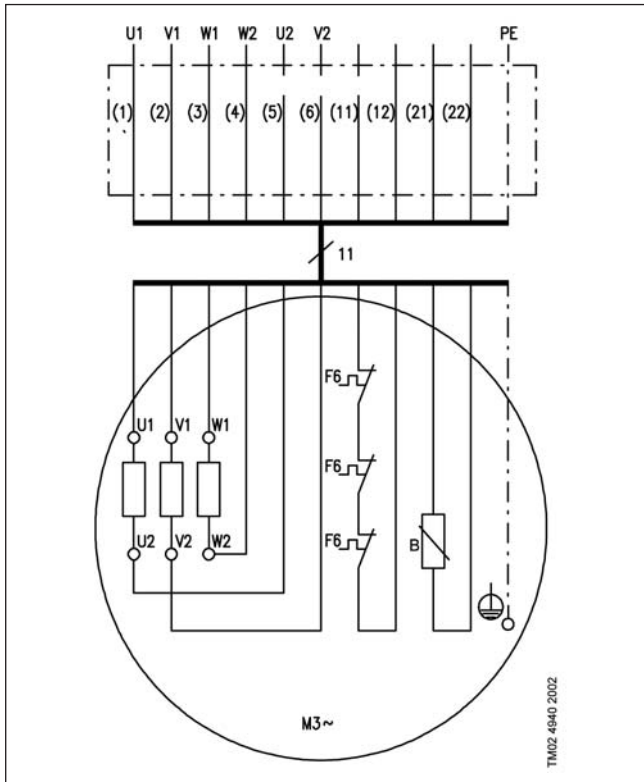 U1 V1 W1 W2 U2 V2 PE
(1) (2) (3) (4) (5) (6) (11) (12) (21) (22)
11
F6
U1 V1 W1
F6
F6
B
U2 V2 W2
M3~
TM02 4940 2002